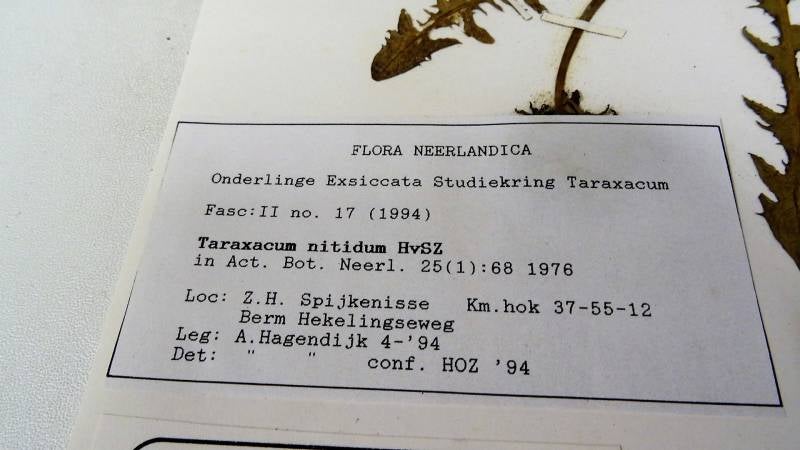 FLORA NEERLANDICA
Onderlinge Exsiccata Studiekring Taraxacum
Fasc:II no. 17 (1994)
Taraxacum nitidum HvSZ
in Act. Bot. Neerl. 25(1):68 1976
Loc: Z.H. Spijkenisse Km.hok 37-55-12
Berm Hekelingseweg
Leg: A.Hagendijk 4-'94
Det: " " conf. HOZ '94